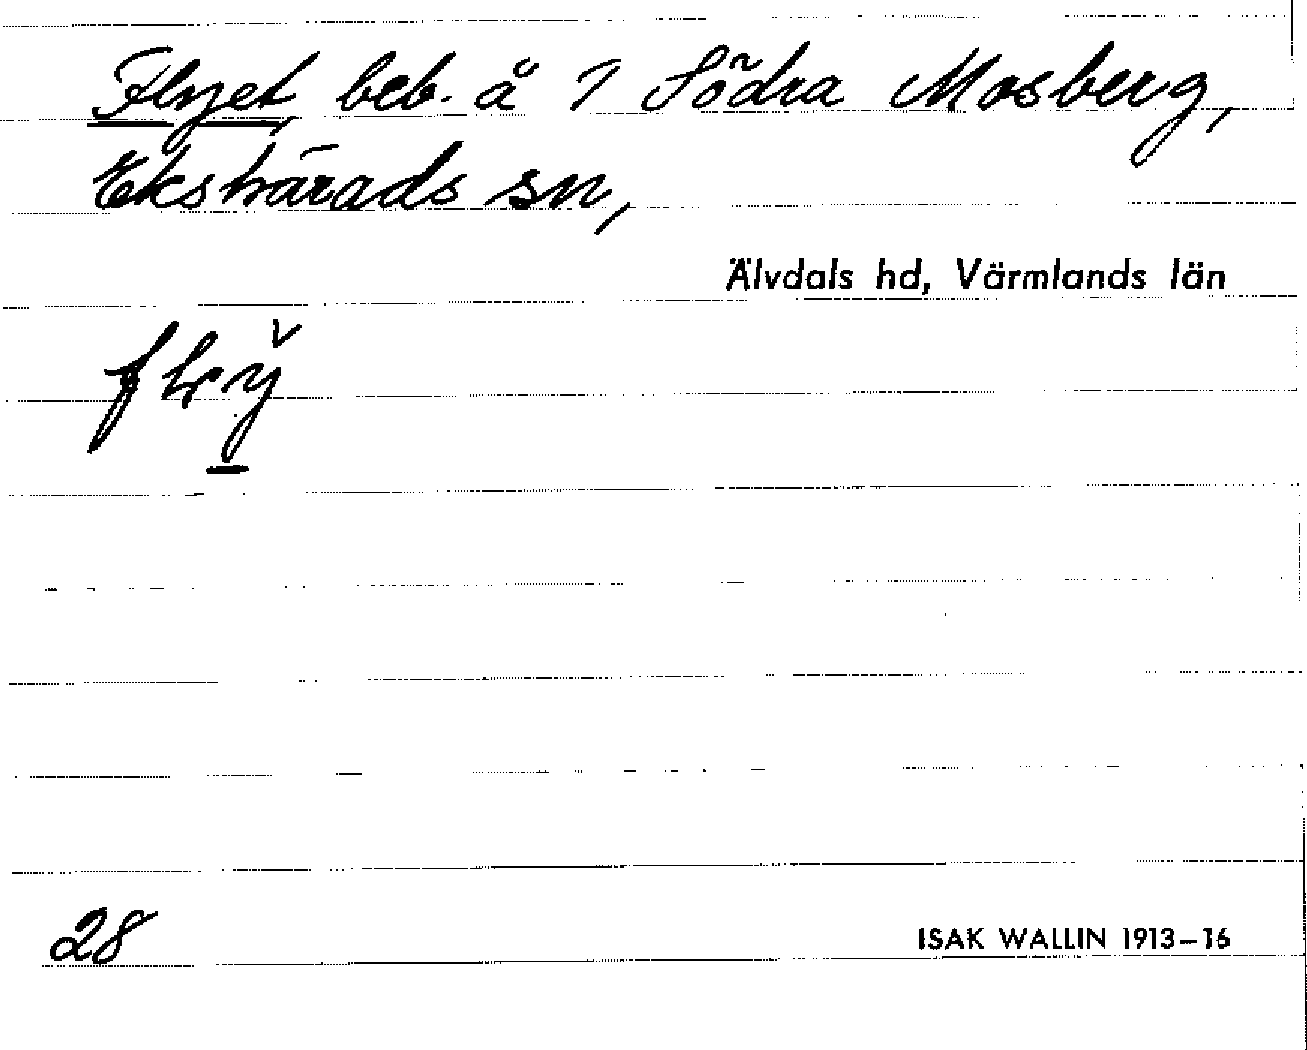 Flyet, beb. å 1 Södra Mosberg,
Ekshärads sn,
Älvdals hd, Värmlands län
28
ISAK WALLIN 1913–16